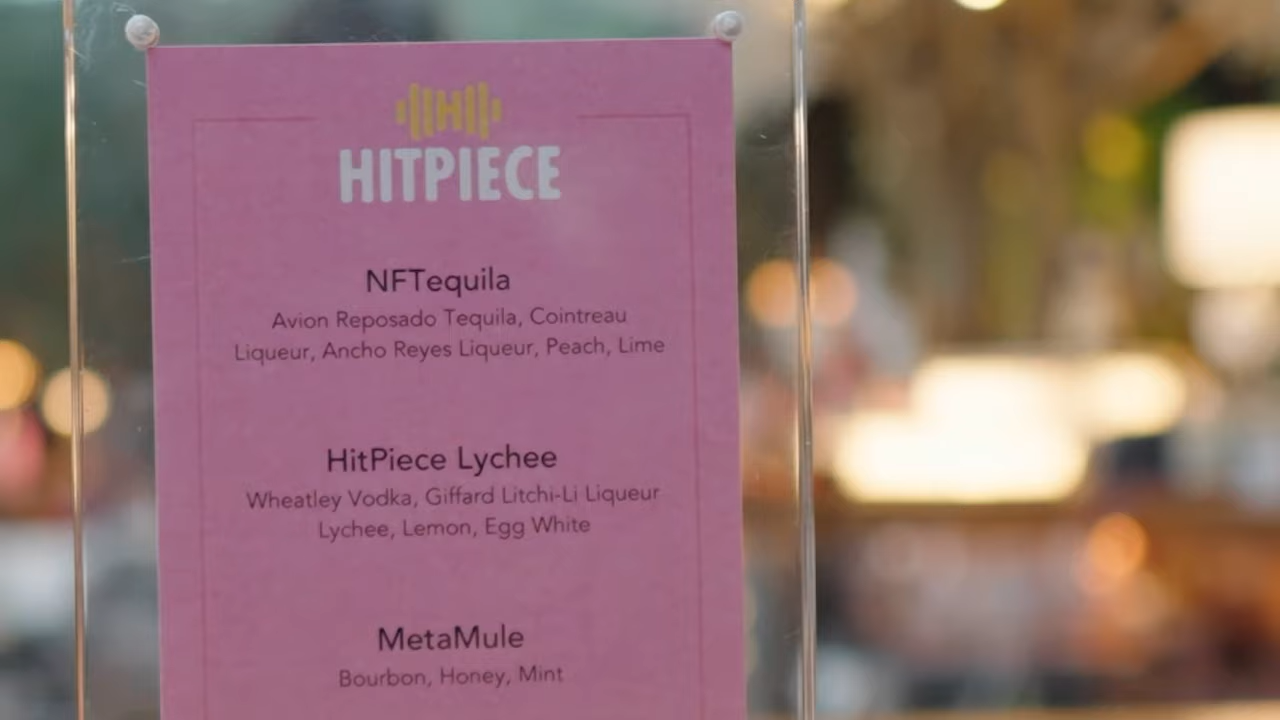 H
HITPIECE
NFTequila
Avion Reposado Tequila, Cointreau
Liqueur, Ancho Reyes Liqueur, Peach, Lime
HitPiece Lychee
Wheatley Vodka, Giffard Litchi-Li Liqueur
Lychee, Lemon, Egg White
MetaMule
Bourbon, Honey, Mint